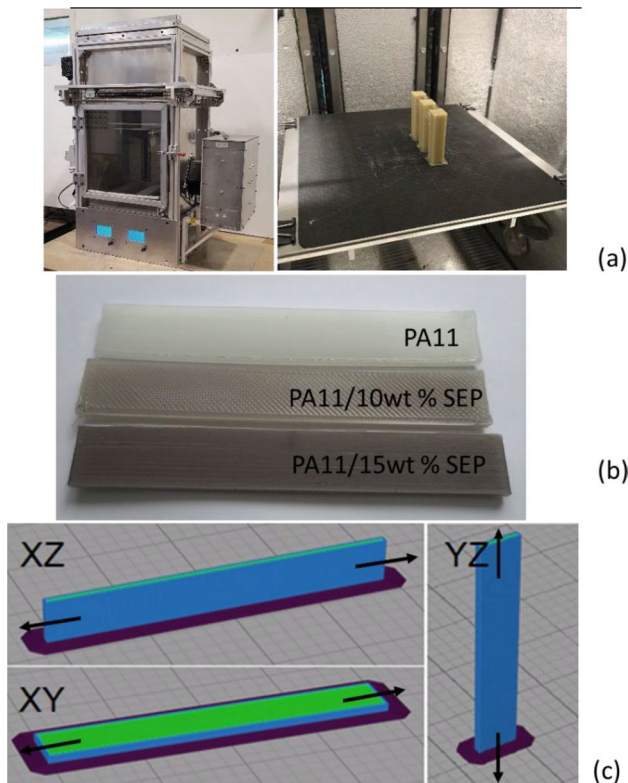 (a)
PA11
PA11/10wt % SEP
PA11/15wt % SEP
(b)
XZ
YZ
XY
(c)